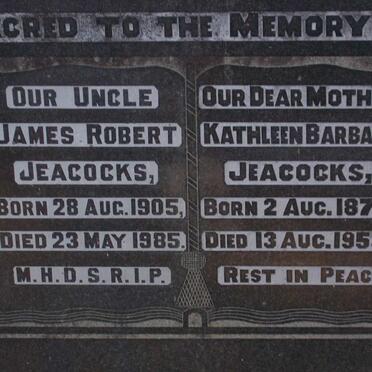 CRED TO THE MEMORY
OUR UNCLE
JAMES ROBERT
JEACOCKS,
BORN 28 AUG. 1905,
DIED 23 MAY 1985.
M.H.D.S.R.I.P.
OUR DEAR MOTH
KATHLEEN BARBA
JEACOCKS,
BORN 2 AUG. 187
DIED 13 AUG. 195
REST IN PEAC